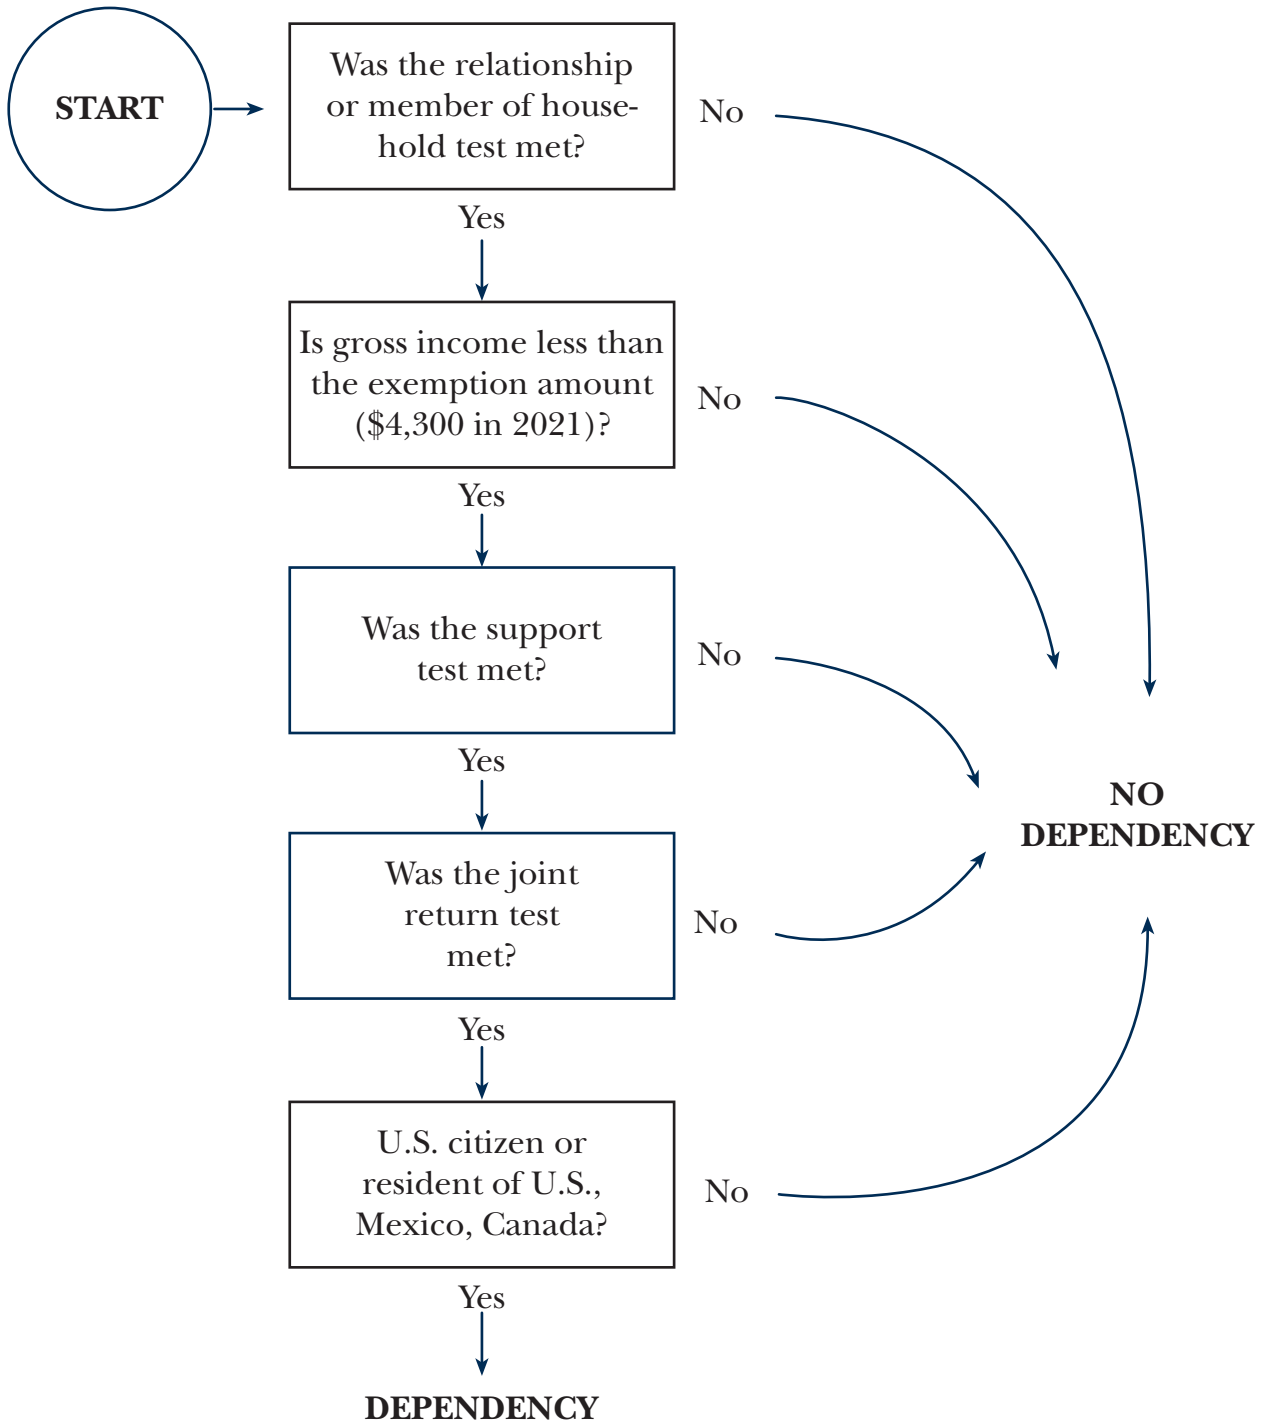 START
Was the relationship
or member of house-
hold test met?
No
Yes
Is gross income less than
the exemption amount
($4,300 in 2021)?
No
Yes
Was the support
test met?
No
Yes
NO
DEPENDENCY
Was the joint
return test
met?
No
Yes
U.S. citizen or
resident of U.S.,
Mexico, Canada?
No
Yes
DEPENDENCY